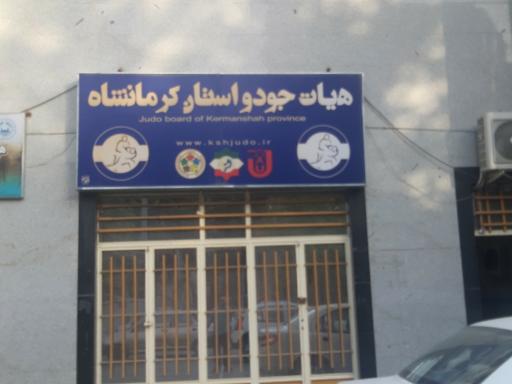 هیات جودو استان کرمانشاه
Judo board of Kermanshah province
www.kshjudo.ir